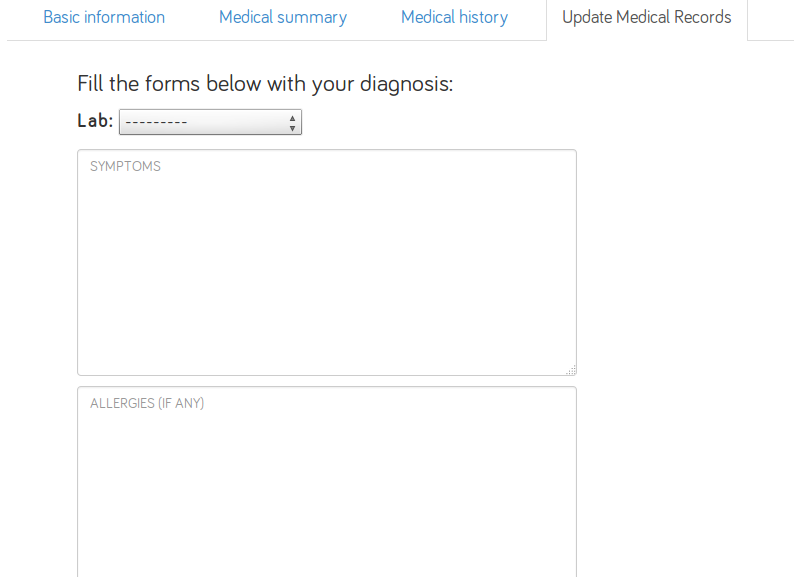 Basic information Medical summary Medical history Update Medical Records
Fill the forms below with your diagnosis:
Lab: ---------
SYMPTOMS
ALLERGIES (IF ANY)